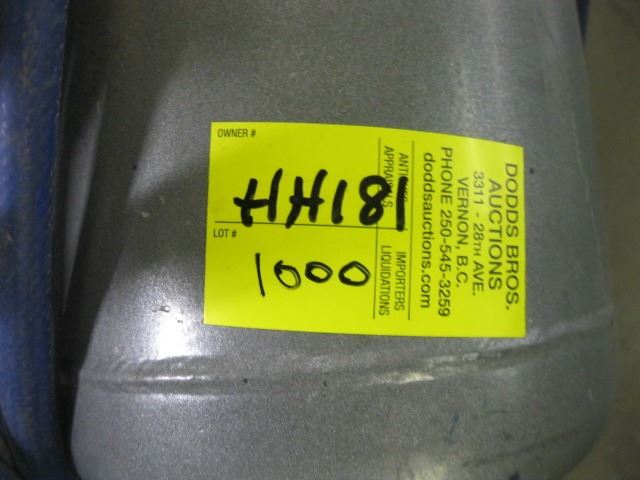 DODDS BROS.
AUCTIONS
3311 - 28TH AVE.
VERNON, B.C.
PHONE 250-545-3259
doddsauctions.com
IMPORTERS
APPRAISALS LIQUIDATIONS
OWNER #
HH181
LOT #
1000